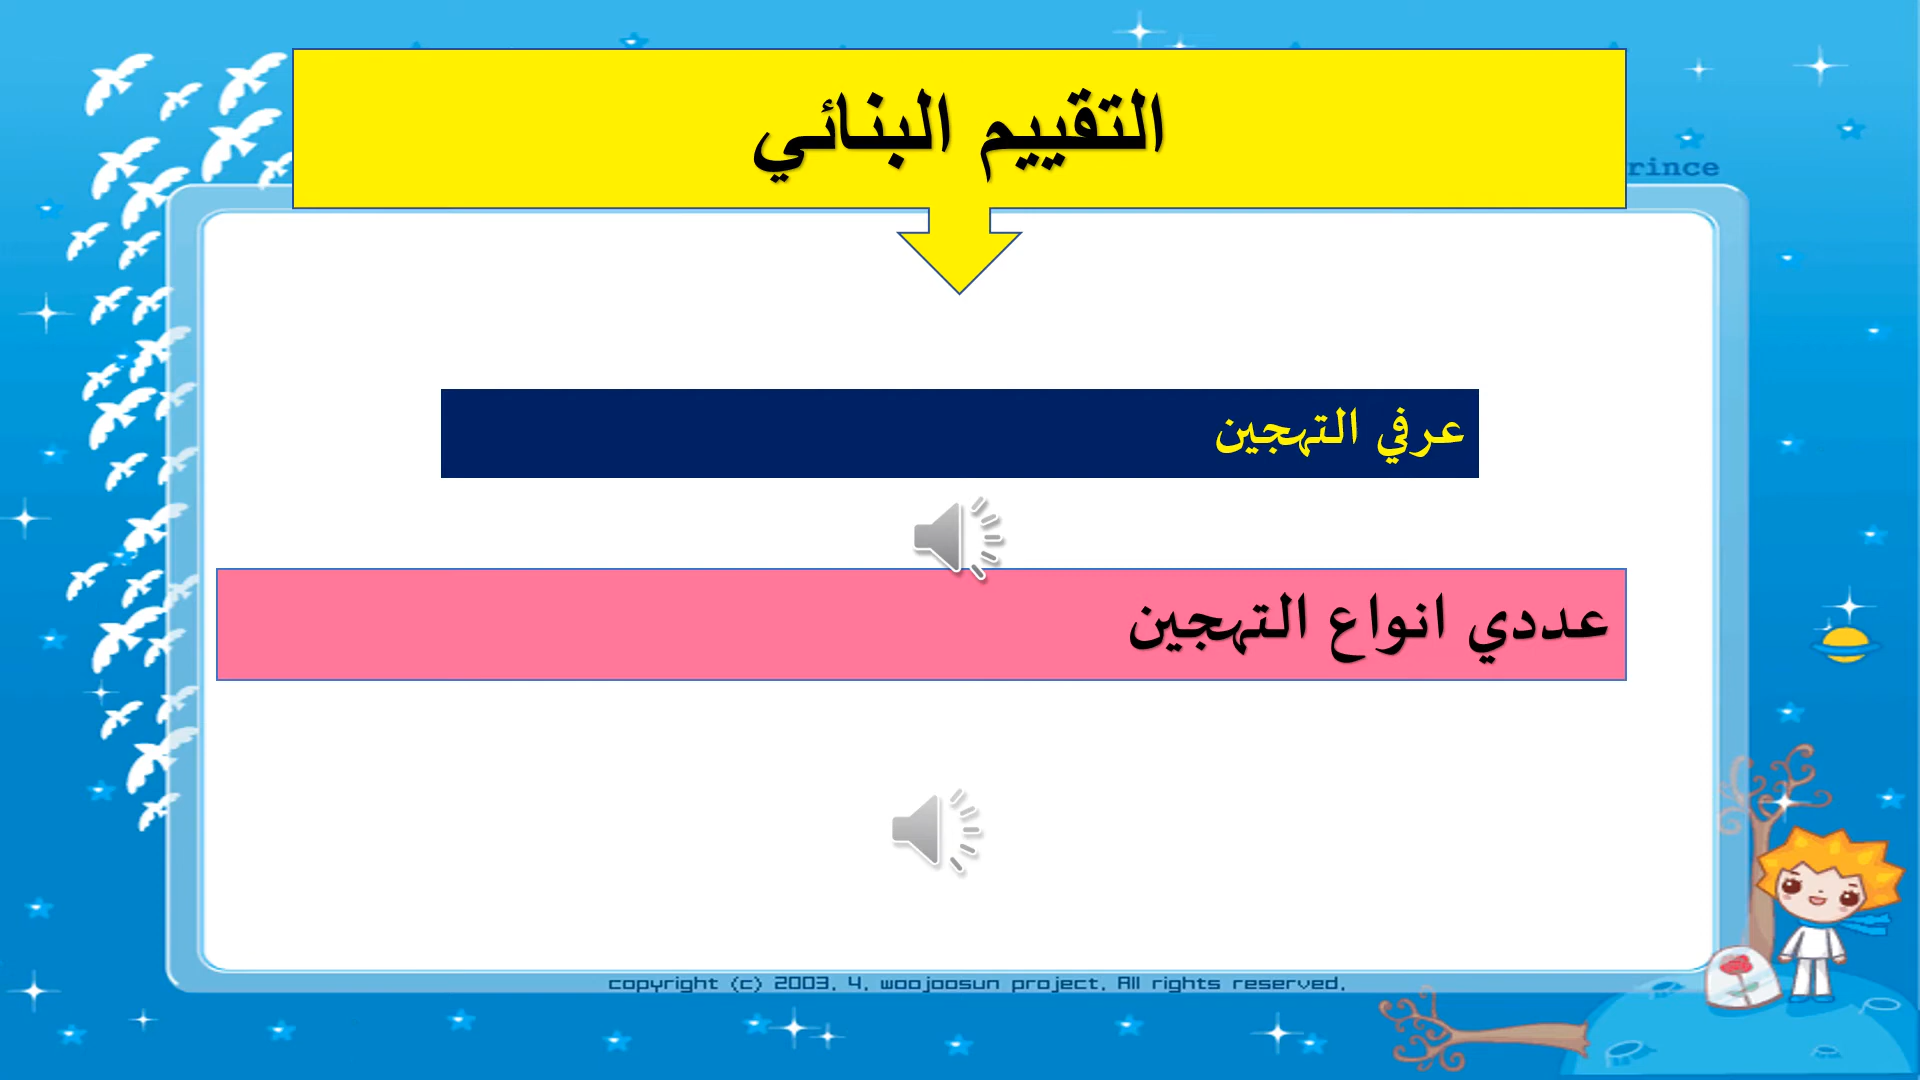 التقييم البنائي
rince
عرفي التهجين
عددي انواع التهجين
copyright (c) 2003. 4. woojoosun project. All rights reserved.